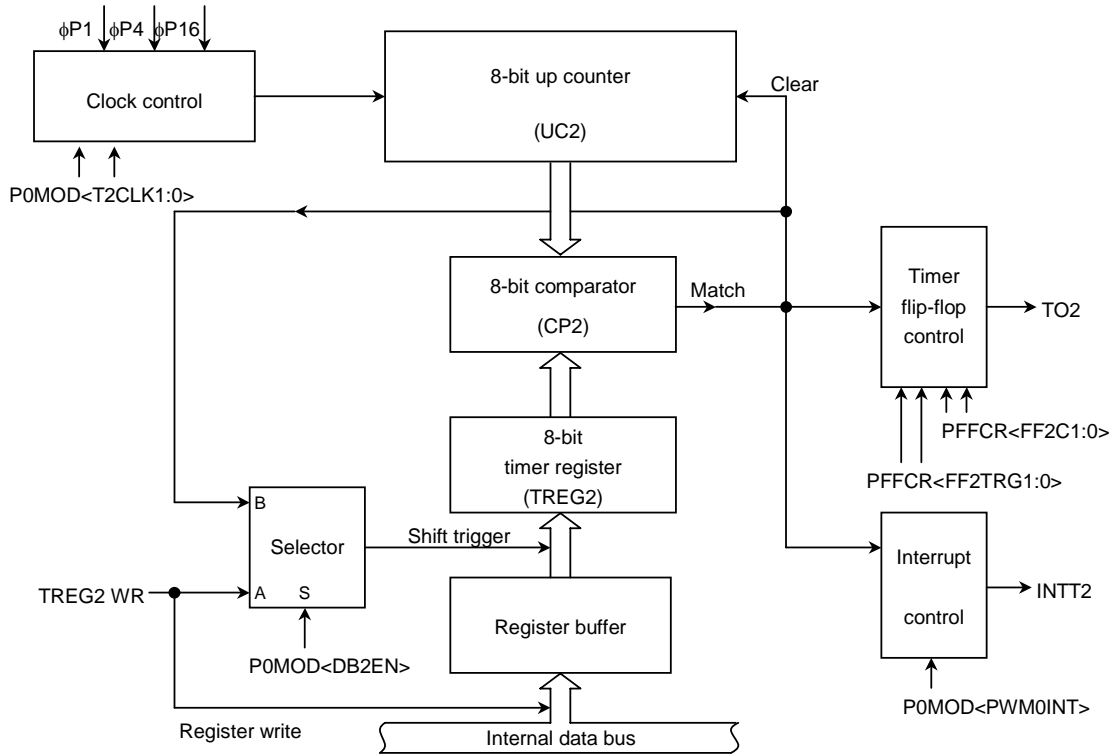 ϕP1 ϕP4 ϕP16
Clock control
P0MOD<T2CLK1:0>
8-bit up counter
(UC2)
Clear
8-bit comparator
(CP2)
Match
Timer
flip-flop
control
TO2
PFFCR<FF2C1:0>
PFFCR<FF2TRG1:0>
8-bit
timer register
(TREG2)
B
Selector
A S
Shift trigger
TREG2 WR
P0MOD<DB2EN>
Register buffer
Interrupt
control
INTT2
P0MOD<PWM0INT>
Register write
Internal data bus